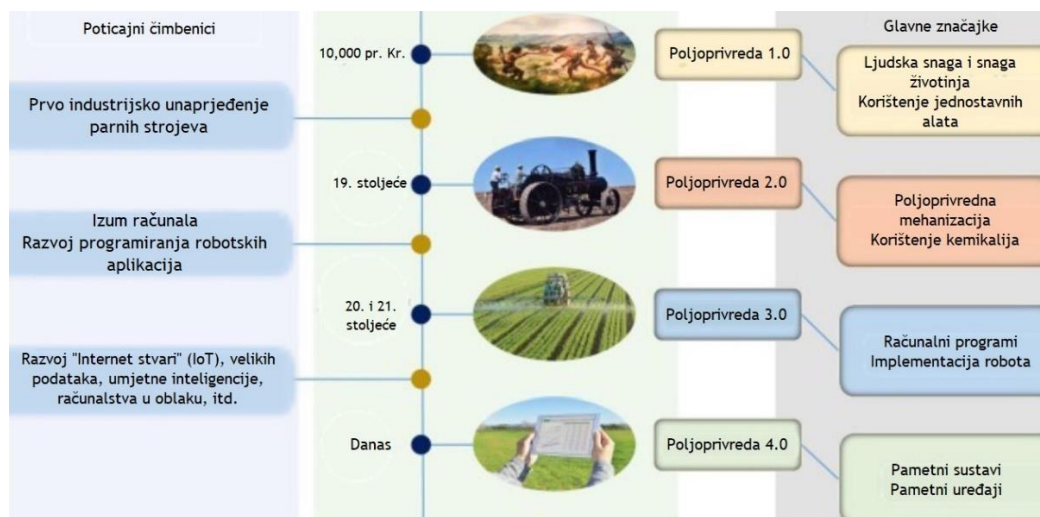 Poticajni čimbenici
Glavne značajke
10,000 pr. Kr.
Poljoprivreda 1.0
Ljudska snaga i snaga
životinja
Korištenje jednostavnih
alata
Prvo industrijsko unaprjeđenje
parnih strojeva
19. stoljeće
Poljoprivreda 2.0
Poljoprivredna
mehanizacija
Korištenje kemikalija
Izum računala
Razvoj programiranja robotskih
aplikacija
20. i 21.
stoljeće
Poljoprivreda 3.0
Računalni programi
Implementacija robota
Razvoj "Internet stvari" (IoT), velikih
podataka, umjetne inteligencije,
računalstva u oblaku, itd.
Danas
Poljoprivreda 4.0
Pametni sustavi
Pametni uređaji